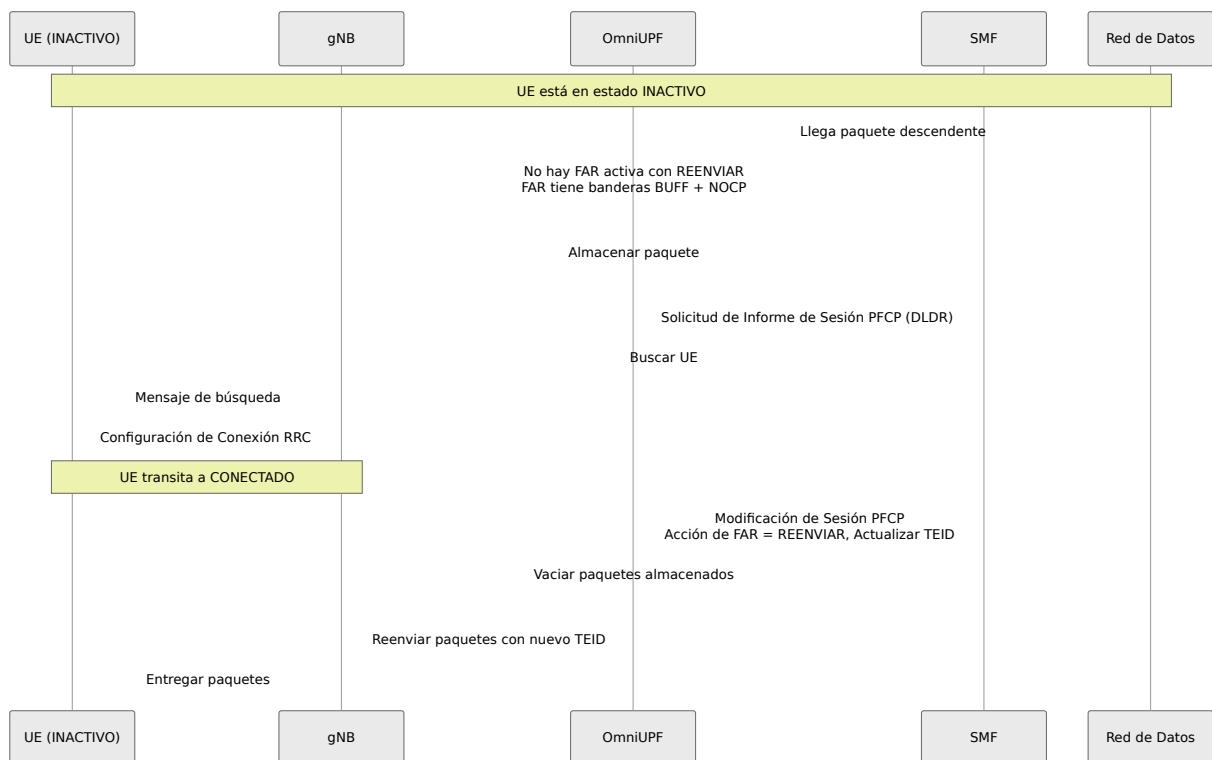 UE (INACTIVO)
gNB
OmniUPF
SMF
Red de Datos
UE está en estado INACTIVO
Llega paquete descendente
No hay FAR activa con REENVIAR
FAR tiene banderas BUFF + NOCP
Almacenar paquete
Solicitud de Informe de Sesión PFCP (DLDR)
Buscar UE
Mensaje de búsqueda
Configuración de Conexión RRC
UE transita a CONECTADO
Modificación de Sesión PFCP
Acción de FAR = REENVIAR, Actualizar TEID
Vaciar paquetes almacenados
Reenviar paquetes con nuevo TEID
Entregar paquetes
UE (INACTIVO)
gNB
OmniUPF
SMF
Red de Datos